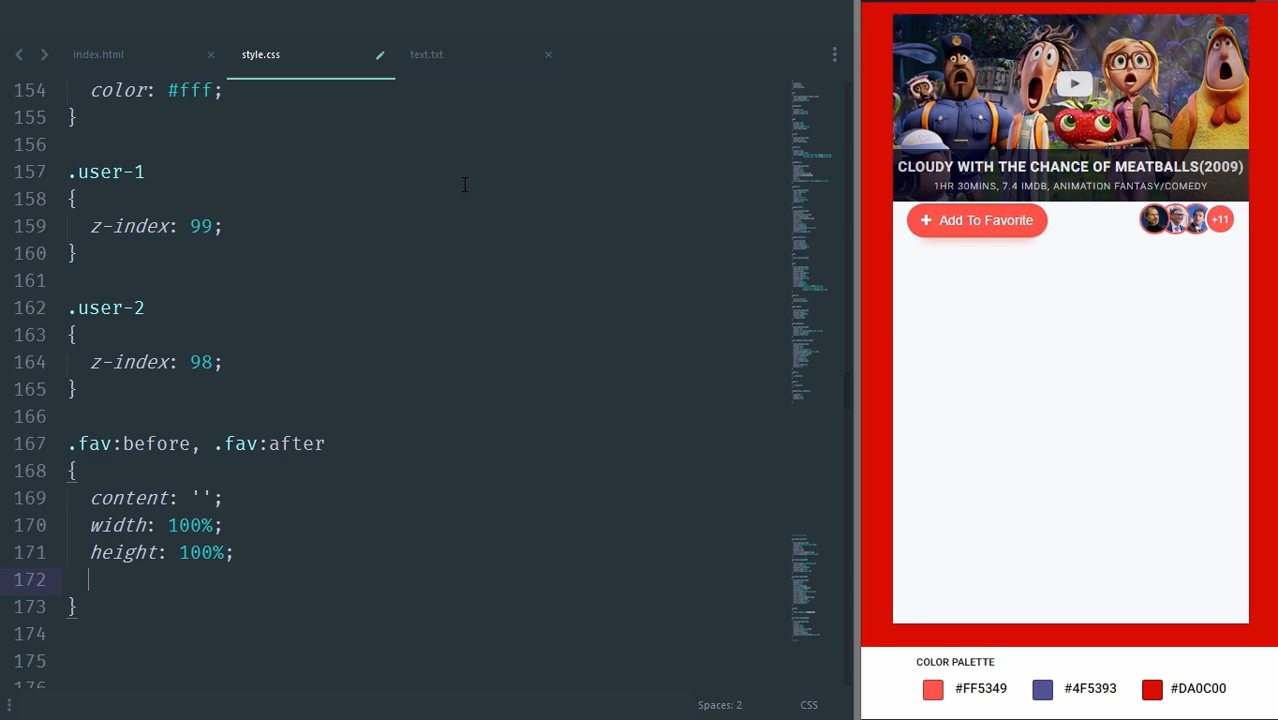 index.html
style.css
text.txt
154 color: #fff;
155 }
156
157 .user-1
158 {
159 z-index: 99;
160 }
161
162 .user-2
163 {
164 z-index: 98;
165 }
166
167 .fav:before, .fav:after
168 {
169 content: '';
170 width: 100%;
171 height: 100%;
172
173 }
174
175
176
Spaces: 2
CSS
CLOUDY WITH THE CHANCE OF MEATBALLS(2009)
1HR 30MINS, 7.4 IMDB, ANIMATION FANTASY/COMEDY
+ Add To Favorite
+11
COLOR PALETTE
#FF5349
#4F5393
#DA0C00